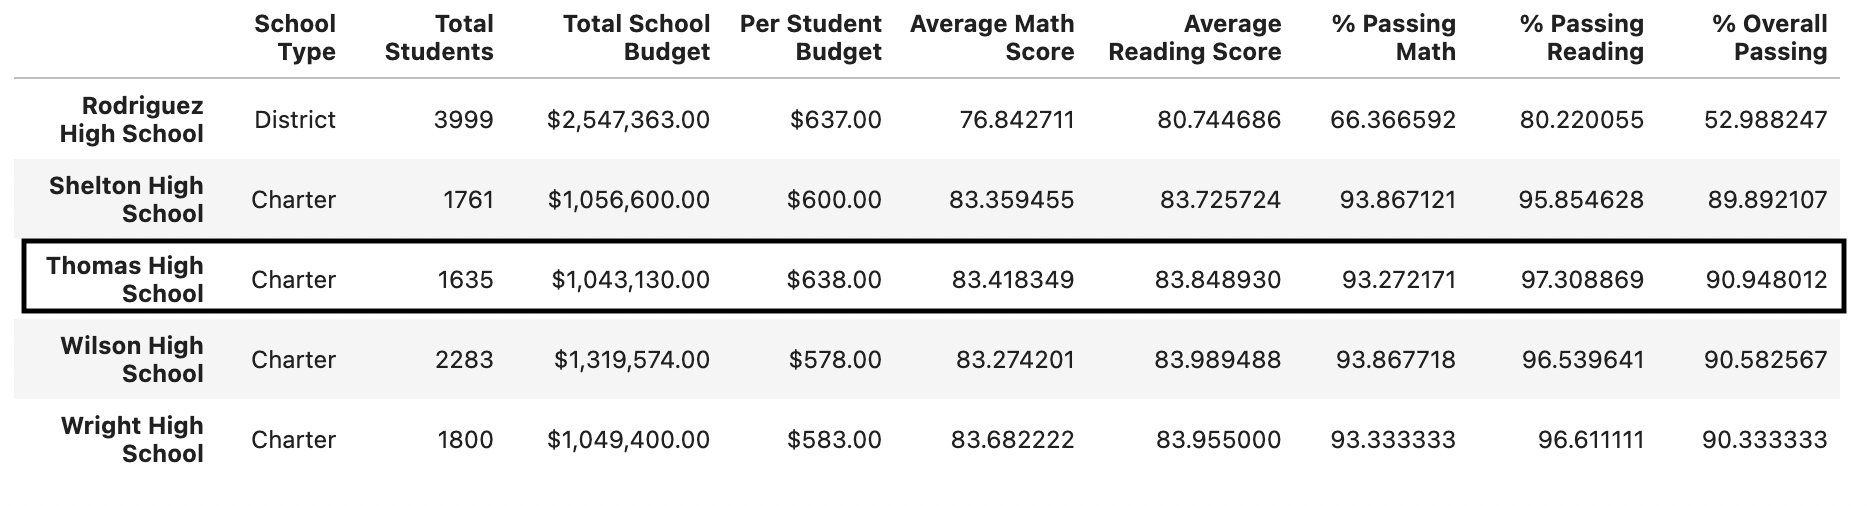 School Type Total Students Total School Budget Per Student Budget Average Math Score Average Reading Score % Passing Math % Passing Reading % Overall Passing
Rodriguez High School District 3999 $2,547,363.00 $637.00 76.842711 80.744686 66.366592 80.220055 52.988247
Shelton High School Charter 1761 $1,056,600.00 $600.00 83.359455 83.725724 93.867121 95.854628 89.892107
Thomas High School Charter 1635 $1,043,130.00 $638.00 83.418349 83.848930 93.272171 97.308869 90.948012
Wilson High School Charter 2283 $1,319,574.00 $578.00 83.274201 83.989488 93.867718 96.539641 90.582567
Wright High School Charter 1800 $1,049,400.00 $583.00 83.682222 83.955000 93.333333 96.611111 90.333333